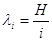 λᵢ = H/i